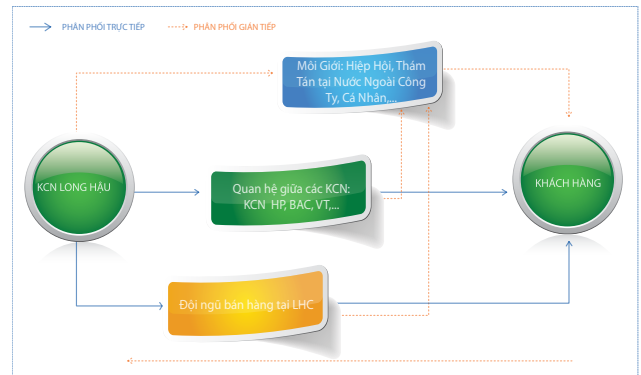 PHÂN PHỐI TRỰC TIẾP
PHÂN PHỐI GIÁN TIẾP
Môi Giới: Hiệp Hội, Thám
Tán tại Nước Ngoài Công
Ty, Cá Nhân,...
KCN LONG HẬU
Quan hệ giữa các KCN:
KCN HP, BAC, VT,...
KHÁCH HÀNG
Đội ngũ bán hàng tại LHC